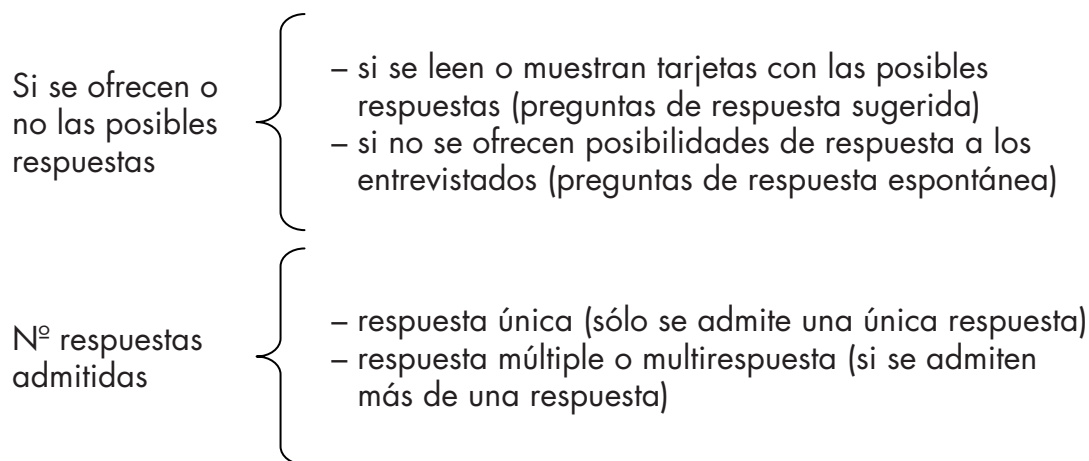 Si se ofrecen o
no las posibles
respuestas
– si se leen o muestran tarjetas con las posibles
respuestas (preguntas de respuesta sugerida)
– si no se ofrecen posibilidades de respuesta a los
entrevistados (preguntas de respuesta espontánea)
Nº respuestas
admitidas
– respuesta única (sólo se admite una única respuesta)
– respuesta múltiple o multirespuesta (si se admiten
más de una respuesta)